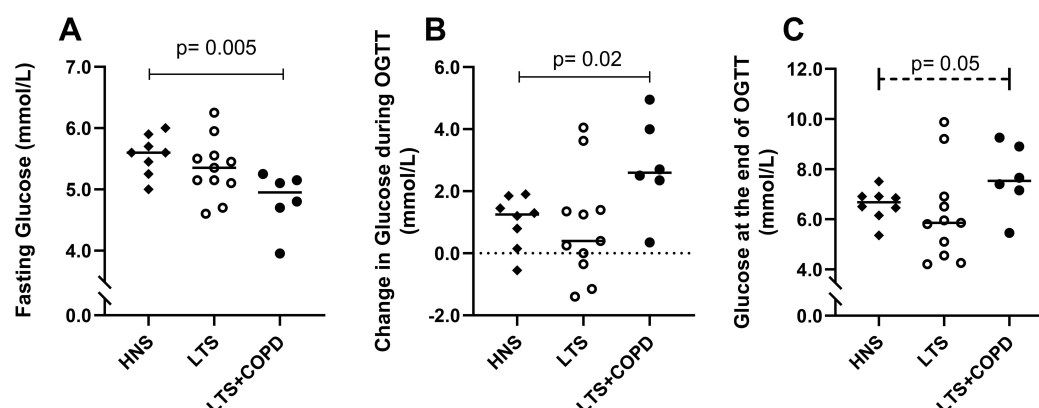 A
p= 0.005
Fasting Glucose (mmol/L)
7.0
6.0
5.0
4.0
0.0
HNS
LTS
LTS+COPD
B
p= 0.02
Change in Glucose during OGTT
(mmol/L)
6.0
4.0
2.0
0.0
-2.0
HNS
LTS
LTS+COPD
C
p= 0.05
Glucose at the end of OGTT
(mmol/L)
12.0
10.0
8.0
6.0
4.0
0.0
HNS
LTS
LTS+COPD